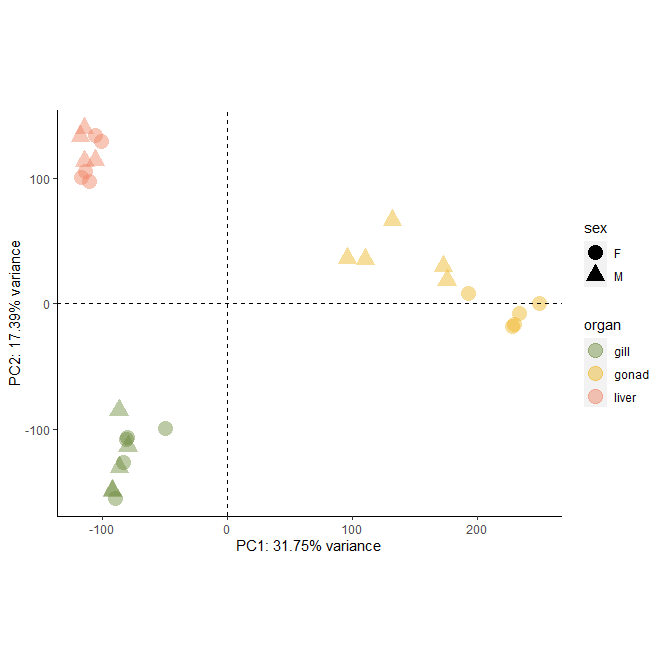 100
0
-100
PC2: 17.39% variance
-100
0
100
200
PC1: 31.75% variance
sex
F
M
organ
gill
gonad
liver